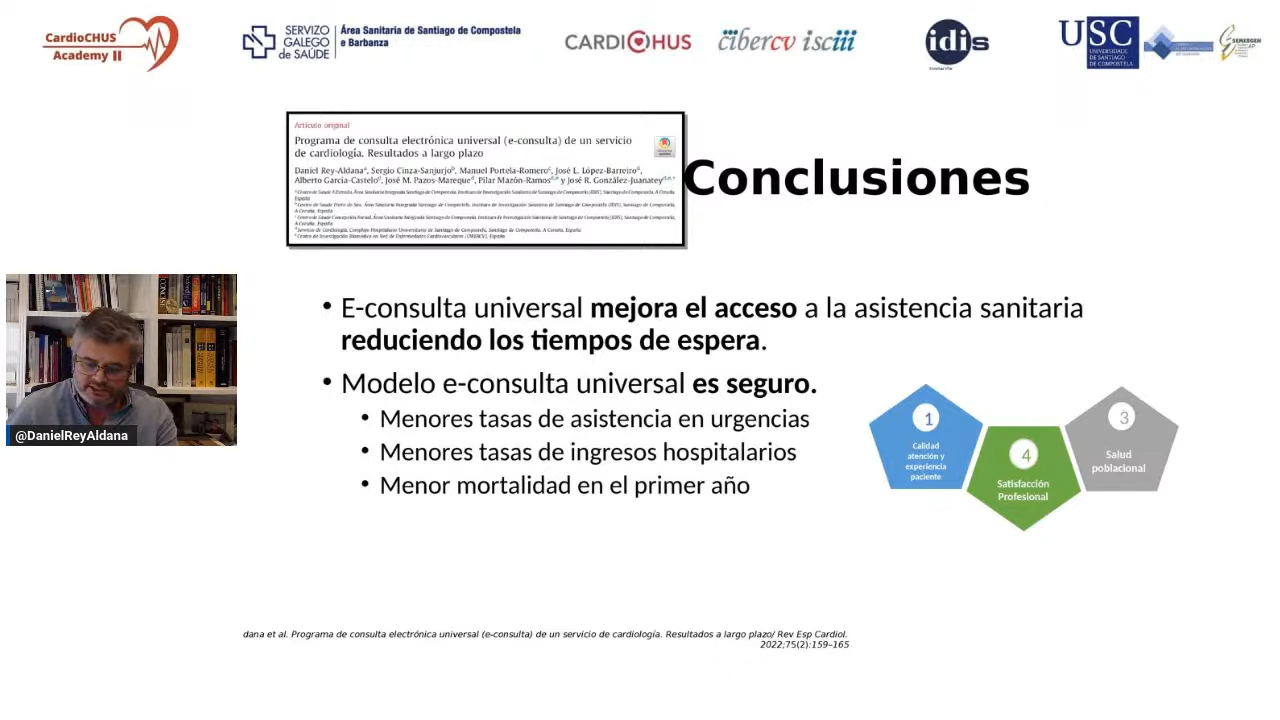 CardioCHUS
Academy II
SERVIZO
GALEGO
de SAÚDE
Área Sanitaria de Santiago de Compostela
e Barbanza
CARDIOHUS
cibercv isciii
idis
USC
UNIVERSIDADE
DE SANTIAGO
DE COMPOSTELA
SEMERGEN
Artículo original
Programa de consulta electrónica universal (e-consulta) de un servicio
de cardiología. Resultados a largo plazo
Daniel Rey-Aldana, Sergio Cinza-Sanjurjo, Manuel Portela-Romero, José L. López-Barreiro,
Alberto García-Castelo, José M. Pazos-Mareque, Pilar Mazón-Ramos y José R. González-Juanatey
Conclusiones
• E-consulta universal mejora el acceso a la asistencia sanitaria
reduciendo los tiempos de espera.
• Modelo e-consulta universal es seguro.
• Menores tasas de asistencia en urgencias
• Menores tasas de ingresos hospitalarios
• Menor mortalidad en el primer año
1
Calidad
atención y
experiencia
paciente
4
Satisfacción
Profesional
3
Salud
poblacional
@DanielReyAldana
dana et al. Programa de consulta electrónica universal (e-consulta) de un servicio de cardiología. Resultados a largo plazo/ Rev Esp Cardiol.
2022;75(2):159–165